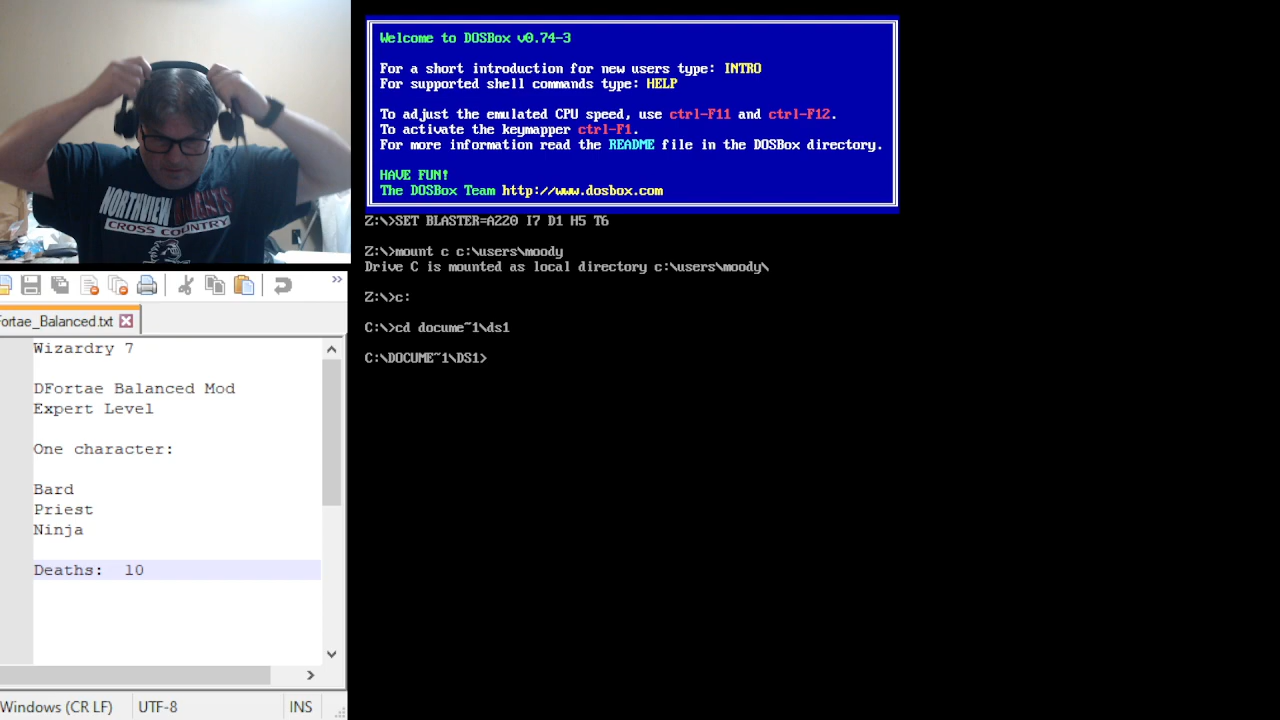 NORTHVIEW
CROSS COUNTRY
ortae_Balanced.txt
Wizardry 7
DFortae Balanced Mod
Expert Level
One character:
Bard
Priest
Ninja
Deaths:  10
Windows (CR LF)
UTF-8
INS
Welcome to DOSBox v0.74-3
For a short introduction for new users type: INTRO
For supported shell commands type: HELP
To adjust the emulated CPU speed, use ctrl-F11 and ctrl-F12.
To activate the keymapper ctrl-F1.
For more information read the README file in the DOSBox directory.
HAVE FUN!
The DOSBox Team http://www.dosbox.com
Z:\>SET BLASTER=A220 I7 D1 H5 T6
Z:\>mount c c:\users\moody
Drive C is mounted as local directory c:\users\moody\
Z:\>c:
C:\>cd docume~1\ds1
C:\DOCUME~1\DS1>